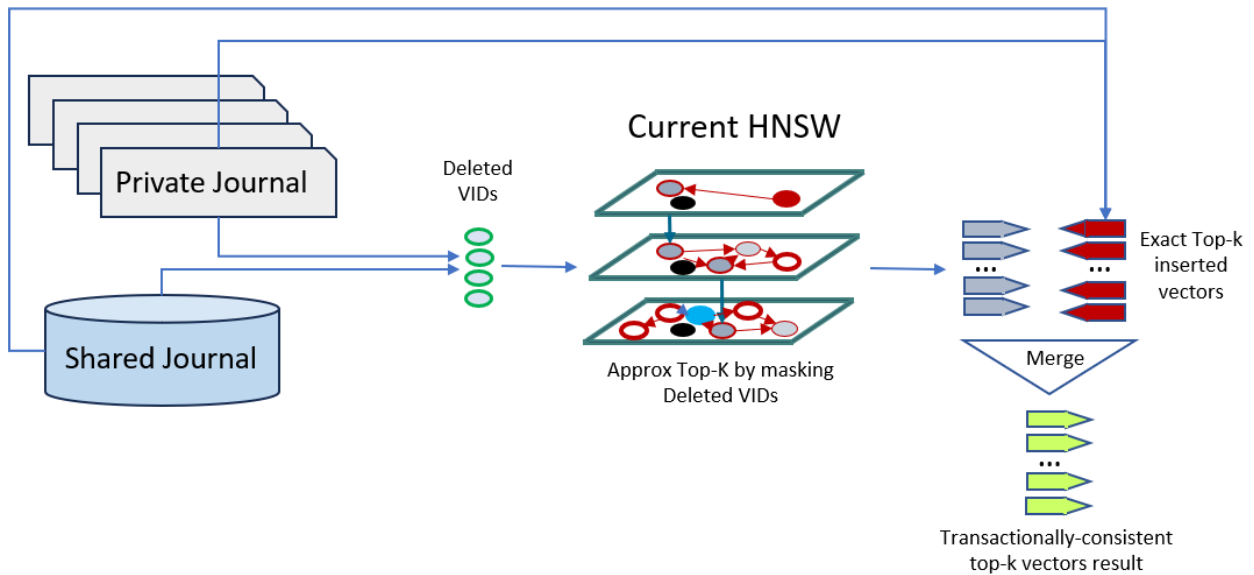 Current HNSW
Private Journal
Deleted
VIDs
Exact Top-k
inserted
vectors
...
...
Shared Journal
Approx Top-K by masking
Deleted VIDs
Merge
...
Transactionally-consistent
top-k vectors result